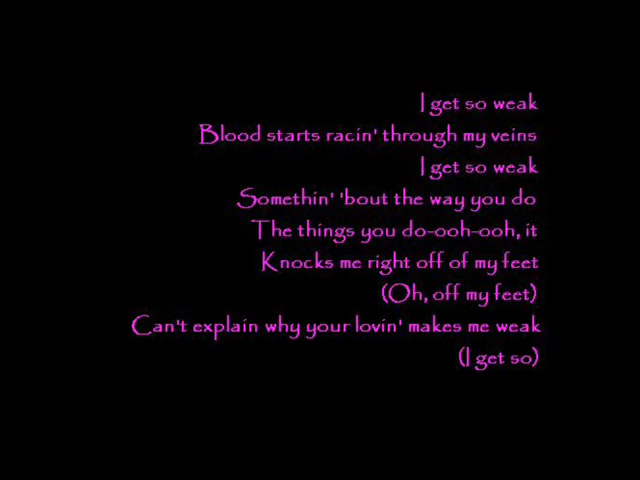 I get so weak
Blood starts racin' through my veins
I get so weak
Somethin' 'bout the way you do
The things you do-ooh-ooh, it
Knocks me right off of my feet
(Oh, off my feet)
Can't explain why your lovin' makes me weak
(I get so)